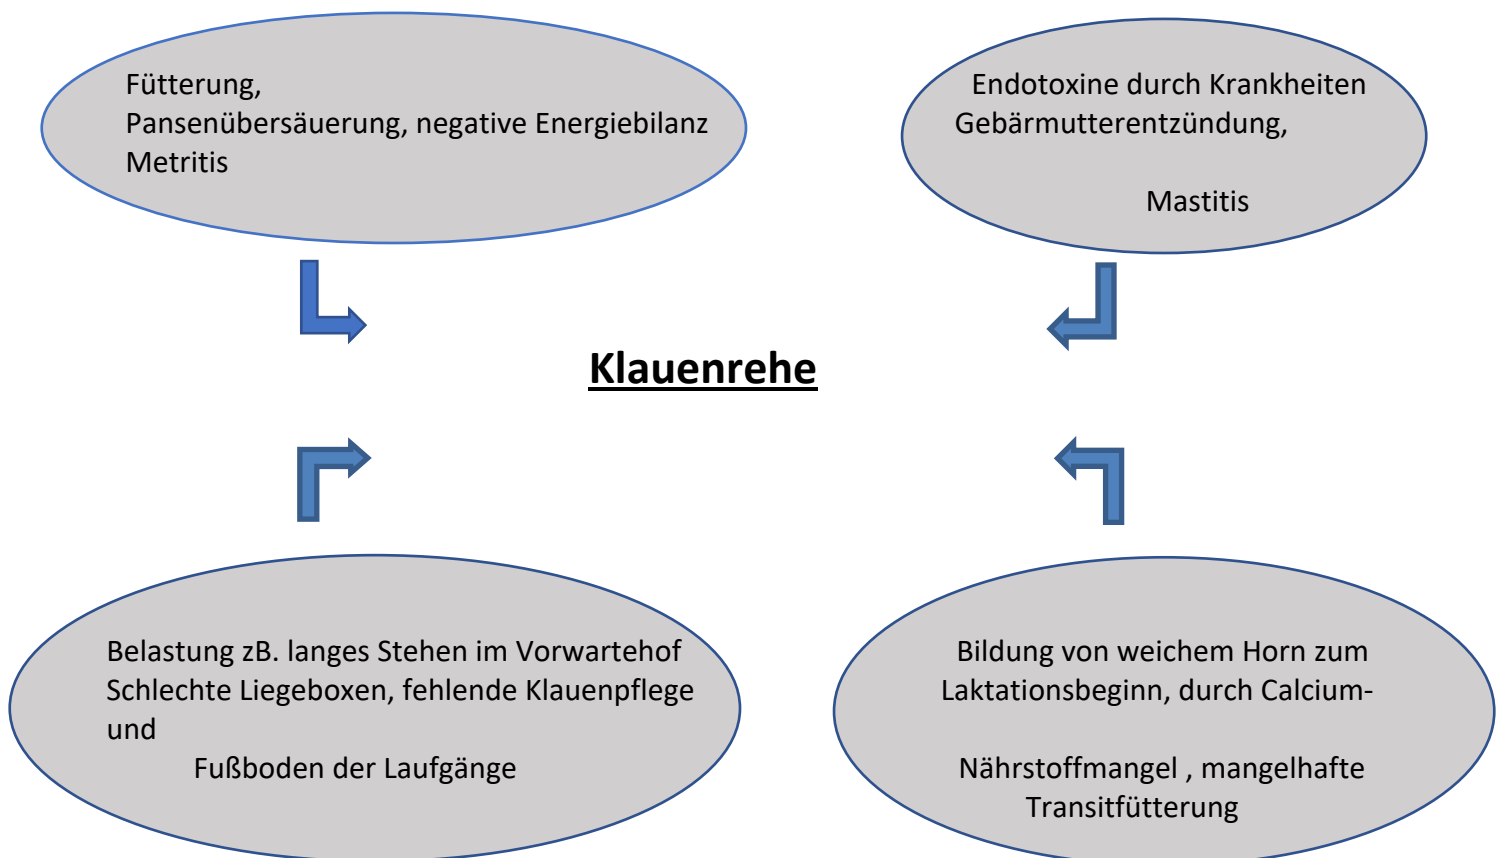 Fütterung,
Pansenübersäuerung, negative Energiebilanz
Metritis
Endotoxine durch Krankheiten
Gebärmutterentzündung,
Mastitis
Klauenrehe
Belastung zB. langes Stehen im Vorwartehof
Schlechte Liegeboxen, fehlende Klauenpflege
und
Fußboden der Laufgänge
Bildung von weichem Horn zum
Laktationsbeginn, durch Calcium-
Nährstoffmangel , mangelhafte
Transitfütterung